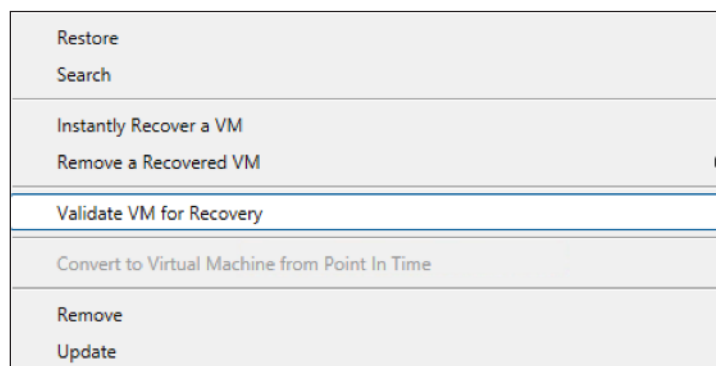 Restore
Search
Instantly Recover a VM
Remove a Recovered VM
Validate VM for Recovery
Convert to Virtual Machine from Point In Time
Remove
Update